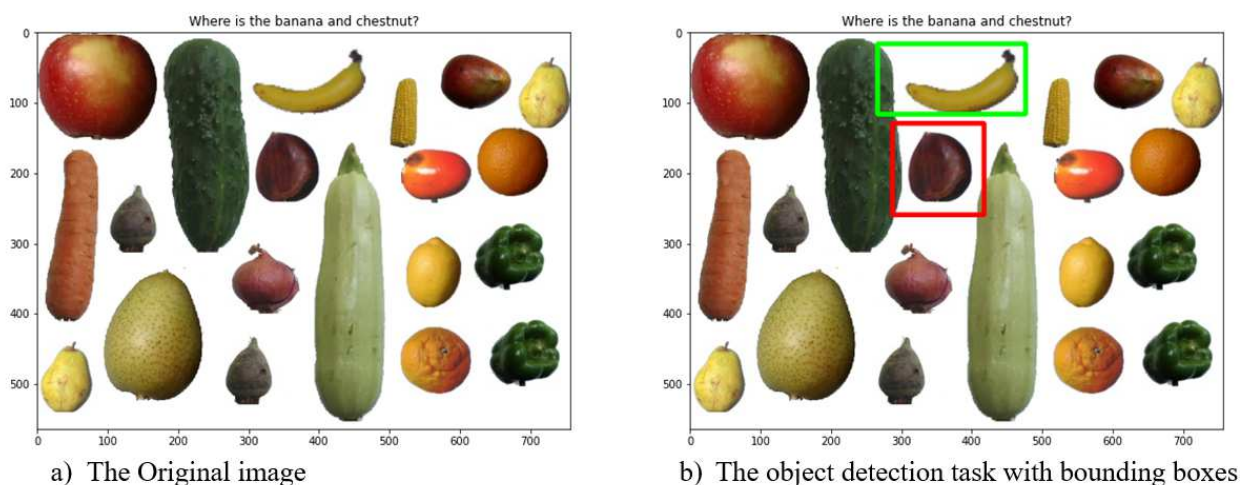 Where is the banana and chestnut?
0
100
200
300
400
500
0 100 200 300 400 500 600 700
a) The Original image
Where is the banana and chestnut?
0
100
200
300
400
500
0 100 200 300 400 500 600 700
b) The object detection task with bounding boxes